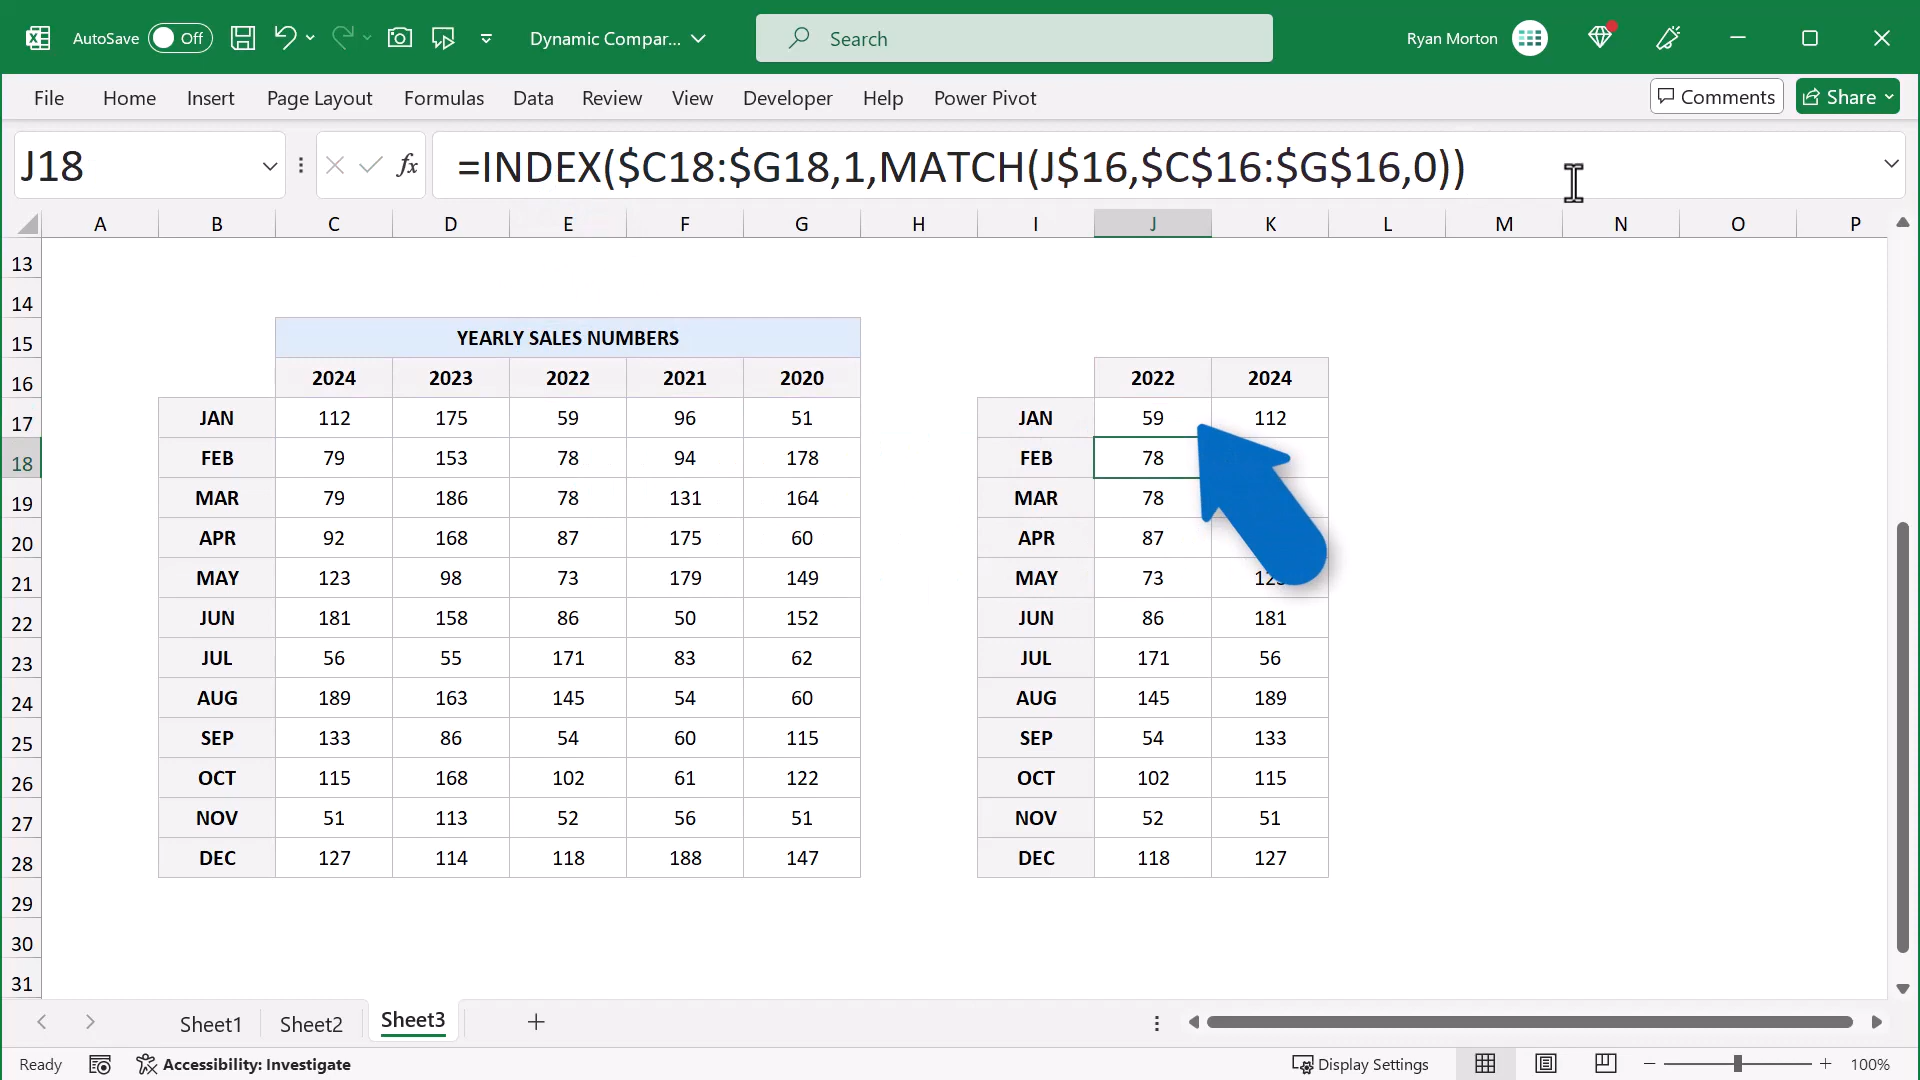 AutoSave Off Dynamic Compar... Search Ryan Morton
File Home Insert Page Layout Formulas Data Review View Developer Help Power Pivot Comments Share
J18 fx =INDEX($C18:$G18,1,MATCH(J$16,$C$16:$G$16,0))
A B C D E F G H I J K L M N O P
13
14
15 YEARLY SALES NUMBERS
16 2024 2023 2022 2021 2020 2022 2024
17 JAN 112 175 59 96 51 JAN 59 112
18 FEB 79 153 78 94 178 FEB 78
19 MAR 79 186 78 131 164 MAR 78
20 APR 92 168 87 175 60 APR 87
21 MAY 123 98 73 179 149 MAY 73
22 JUN 181 158 86 50 152 JUN 86 181
23 JUL 56 55 171 83 62 JUL 171 56
24 AUG 189 163 145 54 60 AUG 145 189
25 SEP 133 86 54 60 115 SEP 54 133
26 OCT 115 168 102 61 122 OCT 102 115
27 NOV 51 113 52 56 51 NOV 52 51
28 DEC 127 114 118 188 147 DEC 118 127
29
30
31
Sheet1 Sheet2 Sheet3
Ready Accessibility: Investigate Display Settings 100%